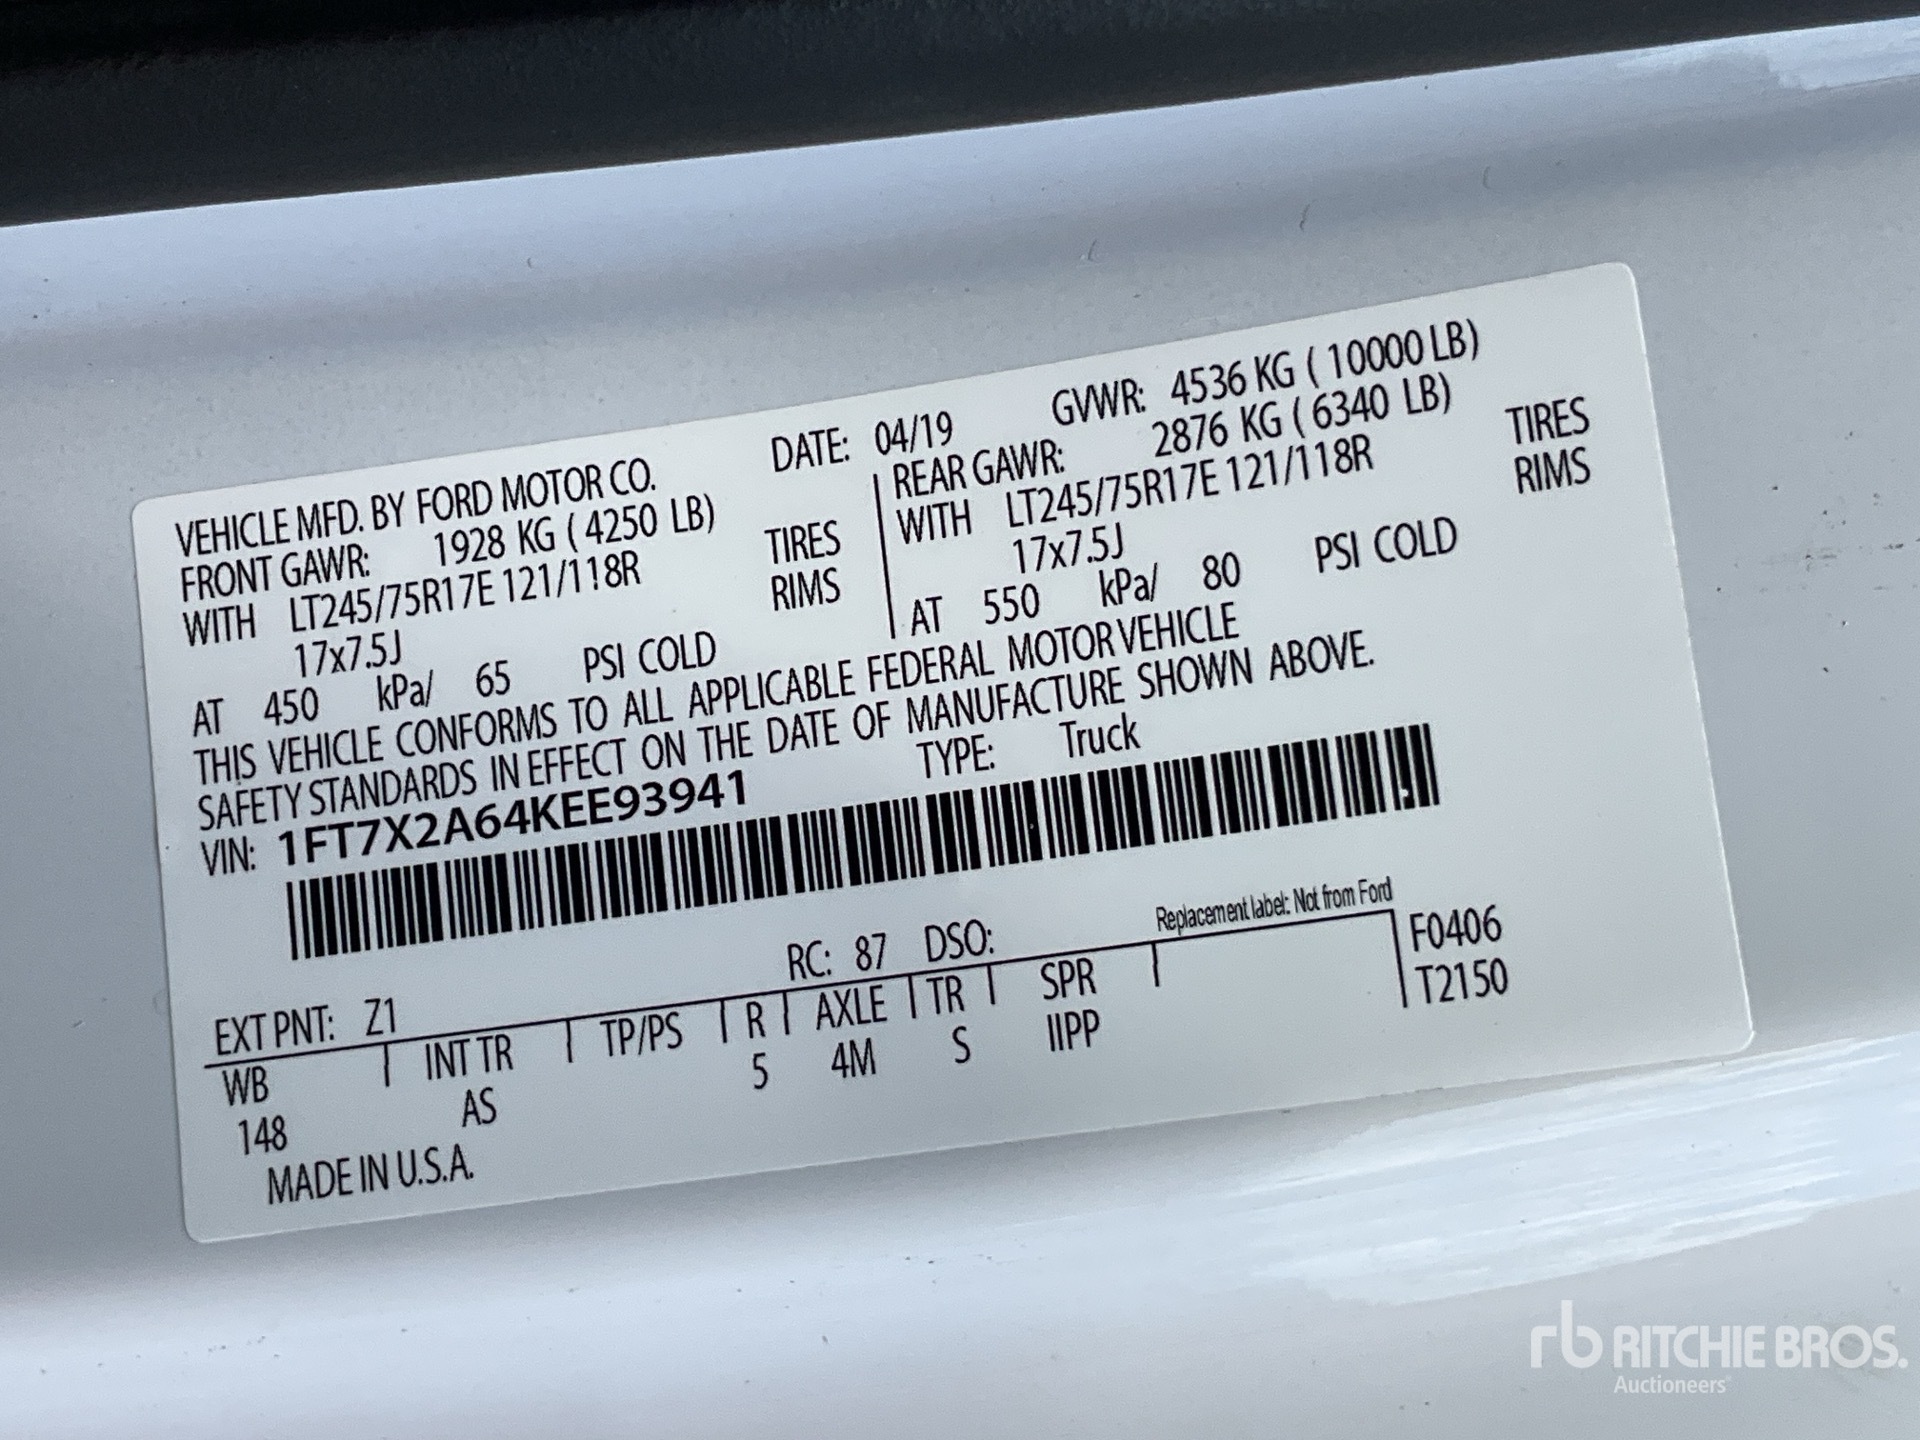 VEHICLE MFD. BY FORD MOTOR CO. DATE: 04/19 GVWR: 4536 KG ( 10000 LB)
FRONT GAWR: 1928 KG ( 4250 LB) REAR GAWR: 2876 KG ( 6340 LB)
WITH LT245/75R17E 121/118R TIRES WITH LT245/75R17E 121/118R TIRES
17x7.5J RIMS 17x7.5J RIMS
AT 450 kPa/ 65 PSI COLD AT 550 kPa/ 80 PSI COLD
THIS VEHICLE CONFORMS TO ALL APPLICABLE FEDERAL MOTOR VEHICLE
SAFETY STANDARDS IN EFFECT ON THE DATE OF MANUFACTURE SHOWN ABOVE.
VIN: 1FT7X2A64KEE93941 TYPE: Truck
Replacement label: Not from Ford
EXT PNT: Z1 RC: 87 DSO: F0406
WB INT TR TP/PS R AXLE TR SPR T2150
148 AS 5 4M S IIPP
MADE IN U.S.A.
rb RITCHIE BROS.
Auctioneers